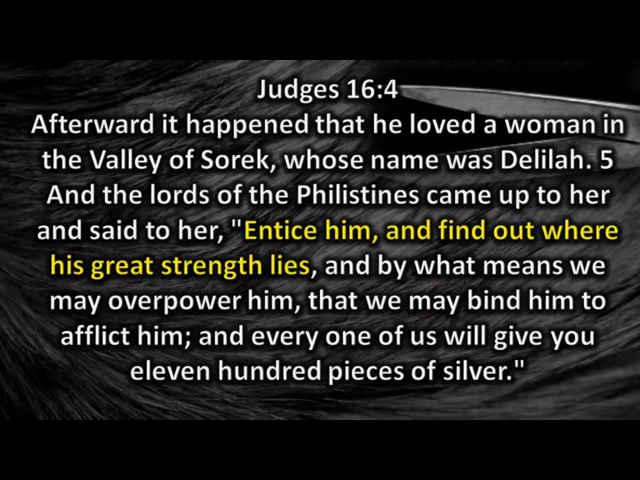 Judges 16:4
Afterward it happened that he loved a woman in
the Valley of Sorek, whose name was Delilah. 5
And the lords of the Philistines came up to her
and said to her, "Entice him, and find out where
his great strength lies, and by what means we
may overpower him, that we may bind him to
afflict him; and every one of us will give you
eleven hundred pieces of silver."